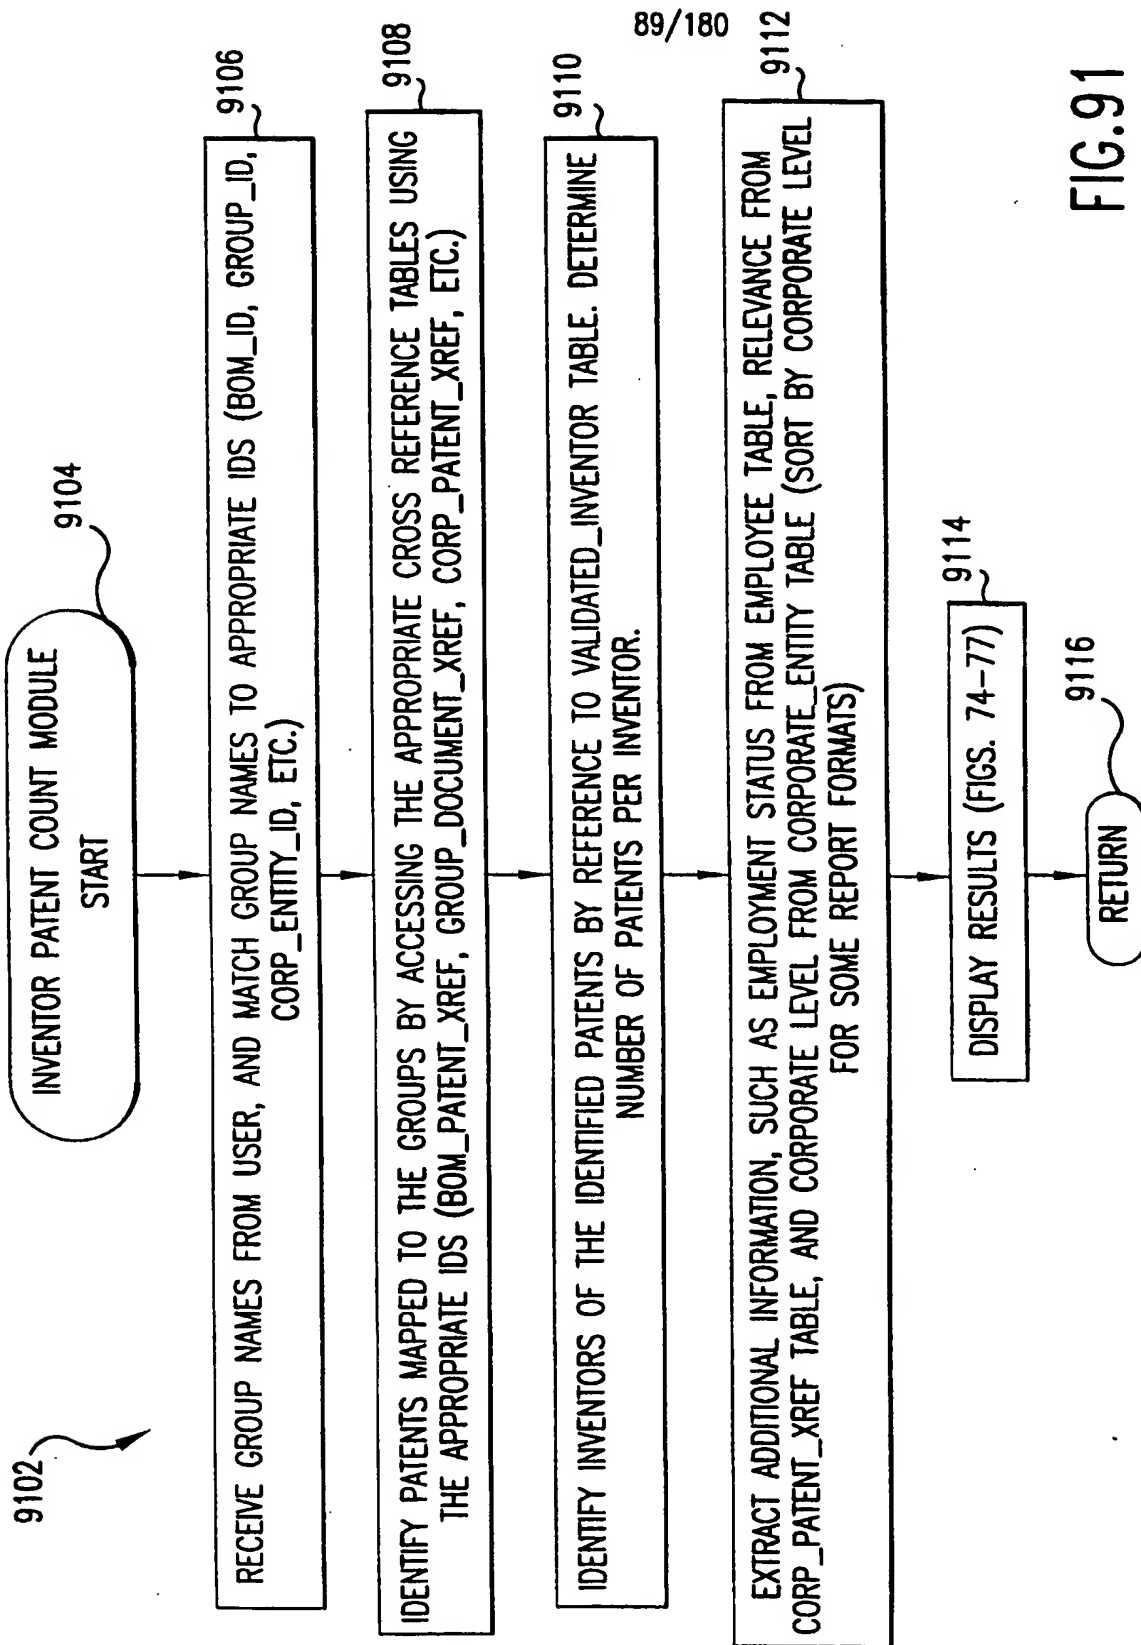 89/180
9102
INVENTOR PATENT COUNT MODULE
START
9104
RECEIVE GROUP NAMES FROM USER, AND MATCH GROUP NAMES TO APPROPRIATE IDS (BOM_ID, GROUP_ID,
CORP_ENTITY_ID, ETC.)
9106
IDENTIFY PATENTS MAPPED TO THE GROUPS BY ACCESSING THE APPROPRIATE CROSS REFERENCE TABLES USING
THE APPROPRIATE IDS (BOM_PATENT_XREF, GROUP_DOCUMENT_XREF, CORP_PATENT_XREF, ETC.)
9108
IDENTIFY INVENTORS OF THE IDENTIFIED PATENTS BY REFERENCE TO VALIDATED_INVENTOR TABLE. DETERMINE
NUMBER OF PATENTS PER INVENTOR.
9110
EXTRACT ADDITIONAL INFORMATION, SUCH AS EMPLOYMENT STATUS FROM EMPLOYEE TABLE, RELEVANCE FROM
CORP_PATENT_XREF TABLE, AND CORPORATE LEVEL FROM CORPORATE_ENTITY TABLE (SORT BY CORPORATE LEVEL
FOR SOME REPORT FORMATS)
9112
DISPLAY RESULTS (FIGS. 74-77)
9114
RETURN
9116
FIG.91